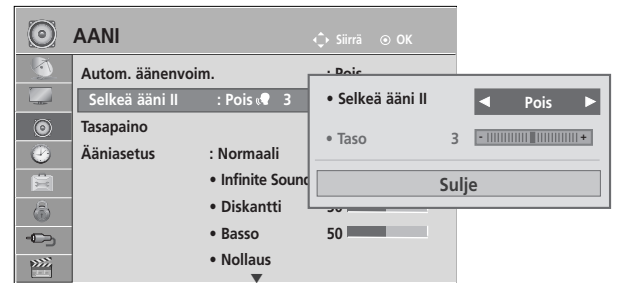 AANI
Siirrä OK
Autom. äänenvoim. : Pois
Selkeä ääni II : Pois 3
Tasapaino
Ääniasetus : Normaali
• Infinite Sound
• Diskantti
• Basso 50
• Nollaus
• Selkeä ääni II ◄ Pois ►
• Taso 3 - +
Sulje